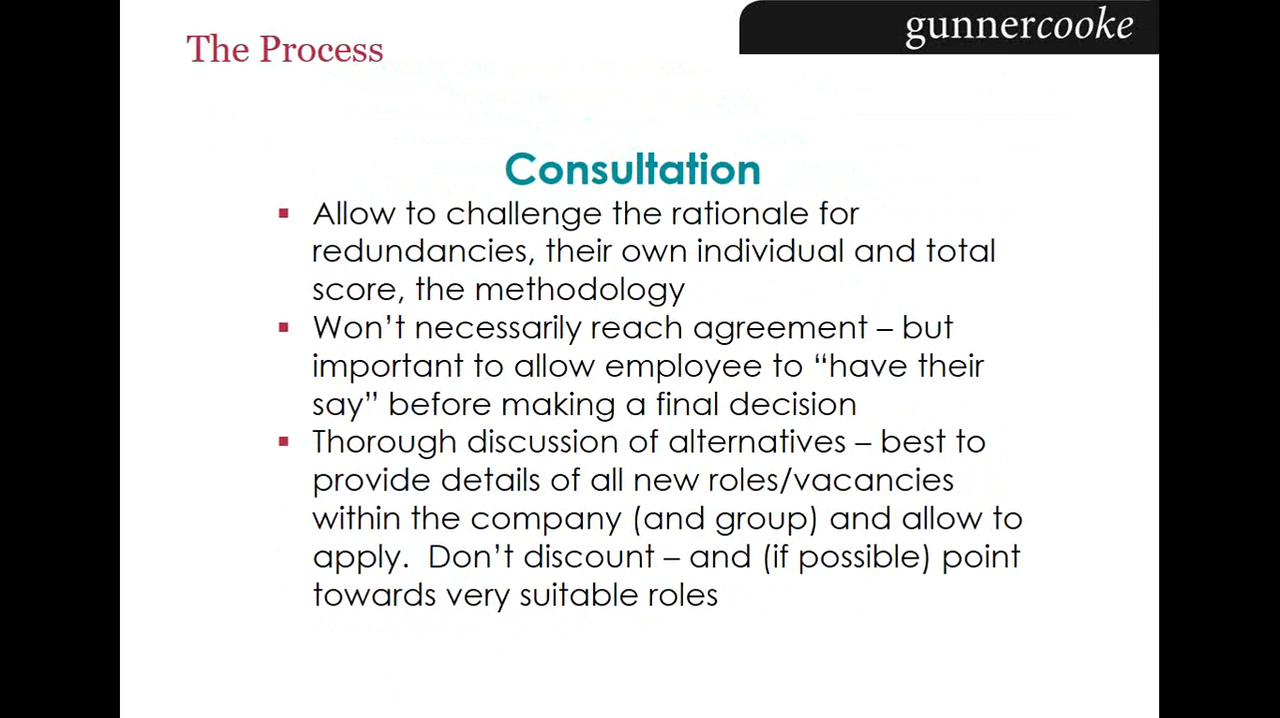 The Process
gunnercooke
Consultation
▪ Allow to challenge the rationale for
redundancies, their own individual and total
score, the methodology
▪ Won’t necessarily reach agreement – but
important to allow employee to “have their
say” before making a final decision
▪ Thorough discussion of alternatives – best to
provide details of all new roles/vacancies
within the company (and group) and allow to
apply.  Don’t discount – and (if possible) point
towards very suitable roles